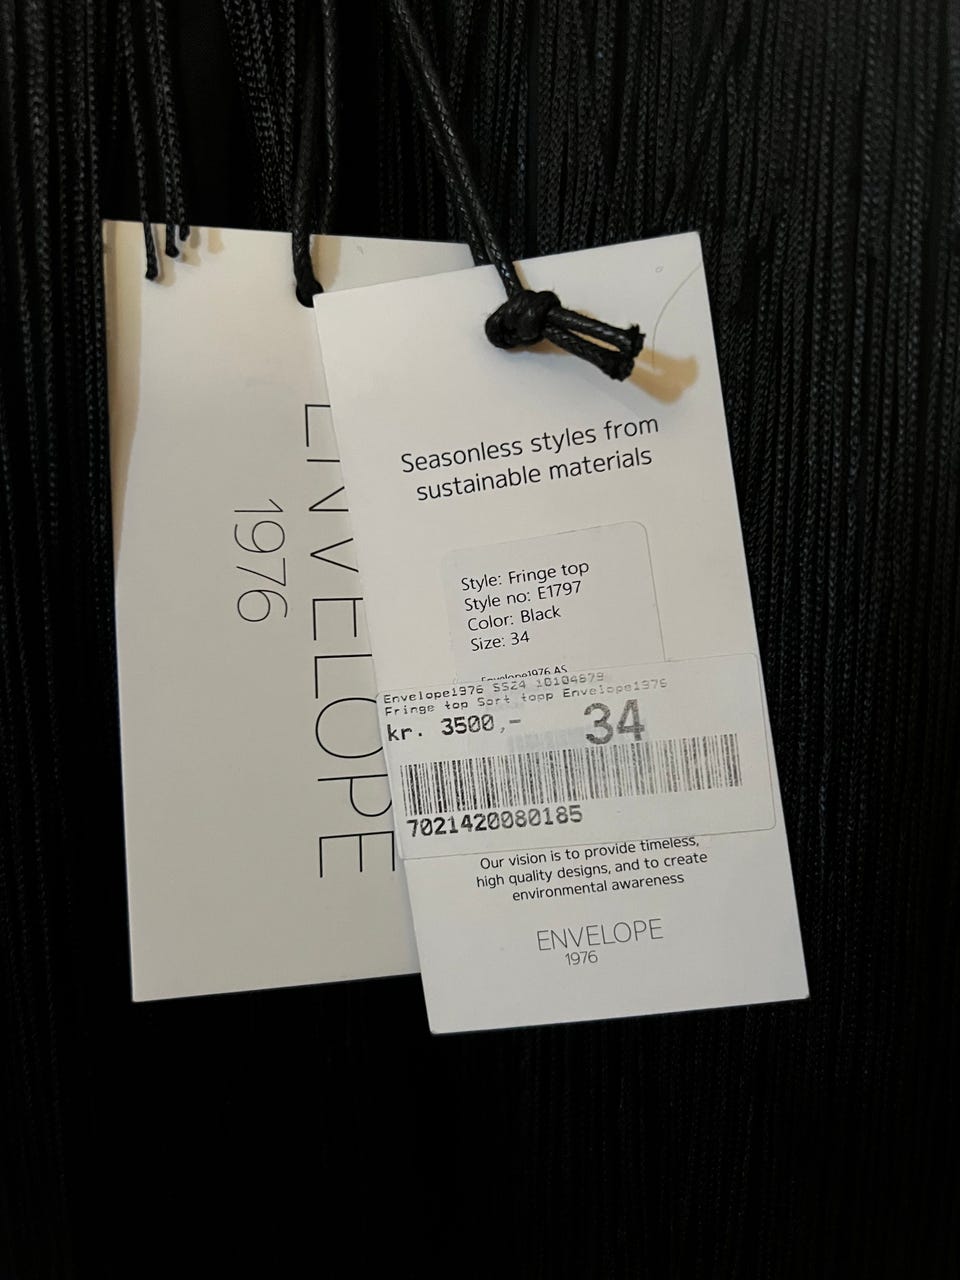 ENVELOPE
1976
Seasonless styles from
sustainable materials
Style: Fringe top
Style no: E1797
Color: Black
Size: 34
Envelope1976 AS
Envelope1976 SS24 10104679
Fringe top Sort topp Envelope1976
kr. 3500,-
34
7021420080185
Our vision is to provide timeless,
high quality designs, and to create
environmental awareness
ENVELOPE
1976